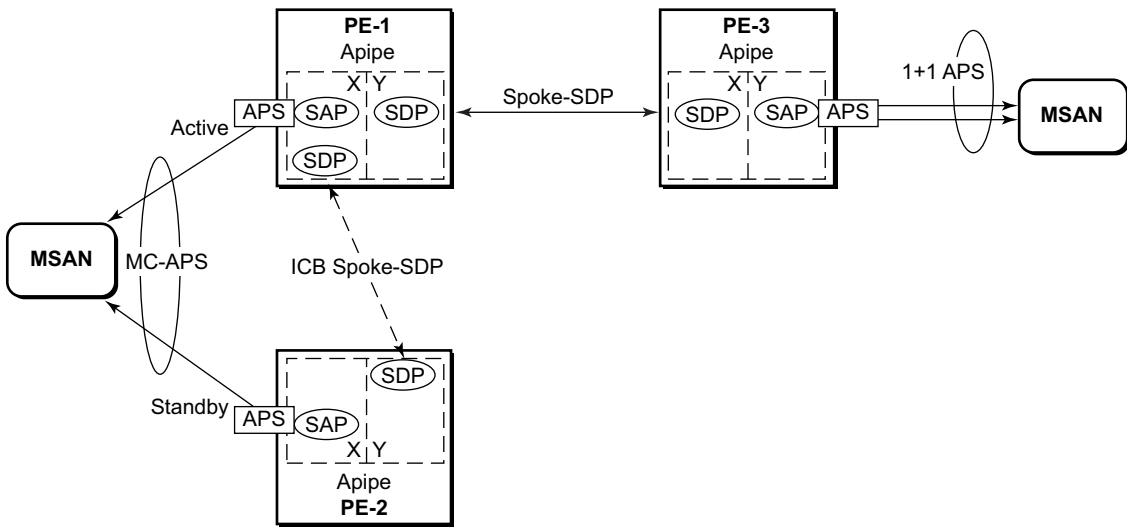 PE-1
Apipe
X Y
APS
SAP
SDP
SDP
Active
Spoke-SDP
PE-3
Apipe
X Y
SDP
SAP
APS
1+1 APS
MSAN
MSAN
MC-APS
ICB Spoke-SDP
Standby
APS
SAP
SDP
X Y
Apipe
PE-2